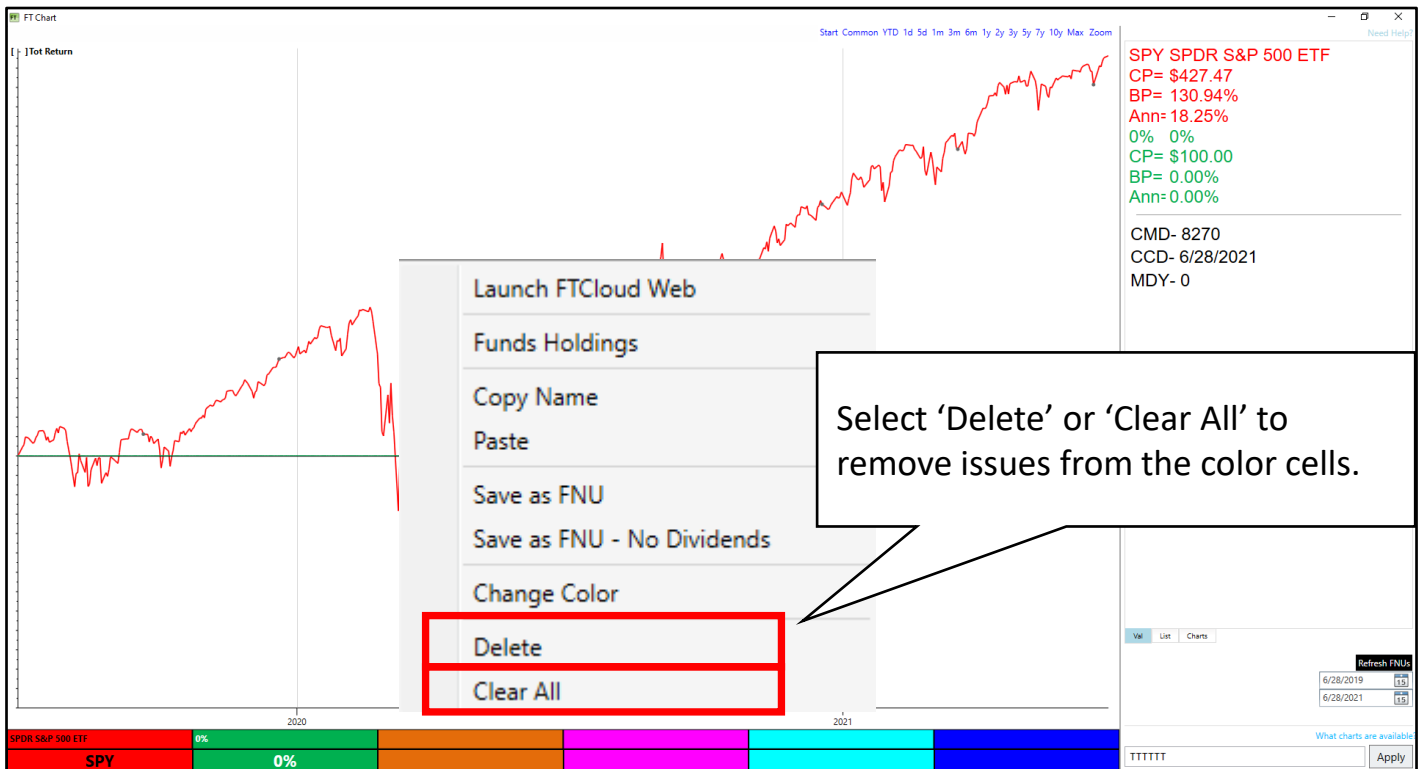 FT Chart
Need Help?
Start Common YTD 1d 5d 1m 3m 6m 1y 2y 3y 5y 7y 10y Max Zoom
[ - ]Tot Return
SPY SPDR S&P 500 ETF
CP= $427.47
BP= 130.94%
Ann= 18.25%
0% 0%
CP= $100.00
BP= 0.00%
Ann= 0.00%
CMD- 8270
CCD- 6/28/2021
MDY- 0
Launch FTCloud Web
Funds Holdings
Copy Name
Paste
Save as FNU
Save as FNU - No Dividends
Change Color
Delete
Clear All
Select ‘Delete’ or ‘Clear All’ to
remove issues from the color cells.
Val List Charts
Refresh FNUs
6/28/2019 15
6/28/2021 15
2020 2021
What charts are available?
SPDR S&P 500 ETF 0%
SPY 0%
TTTTTT Apply